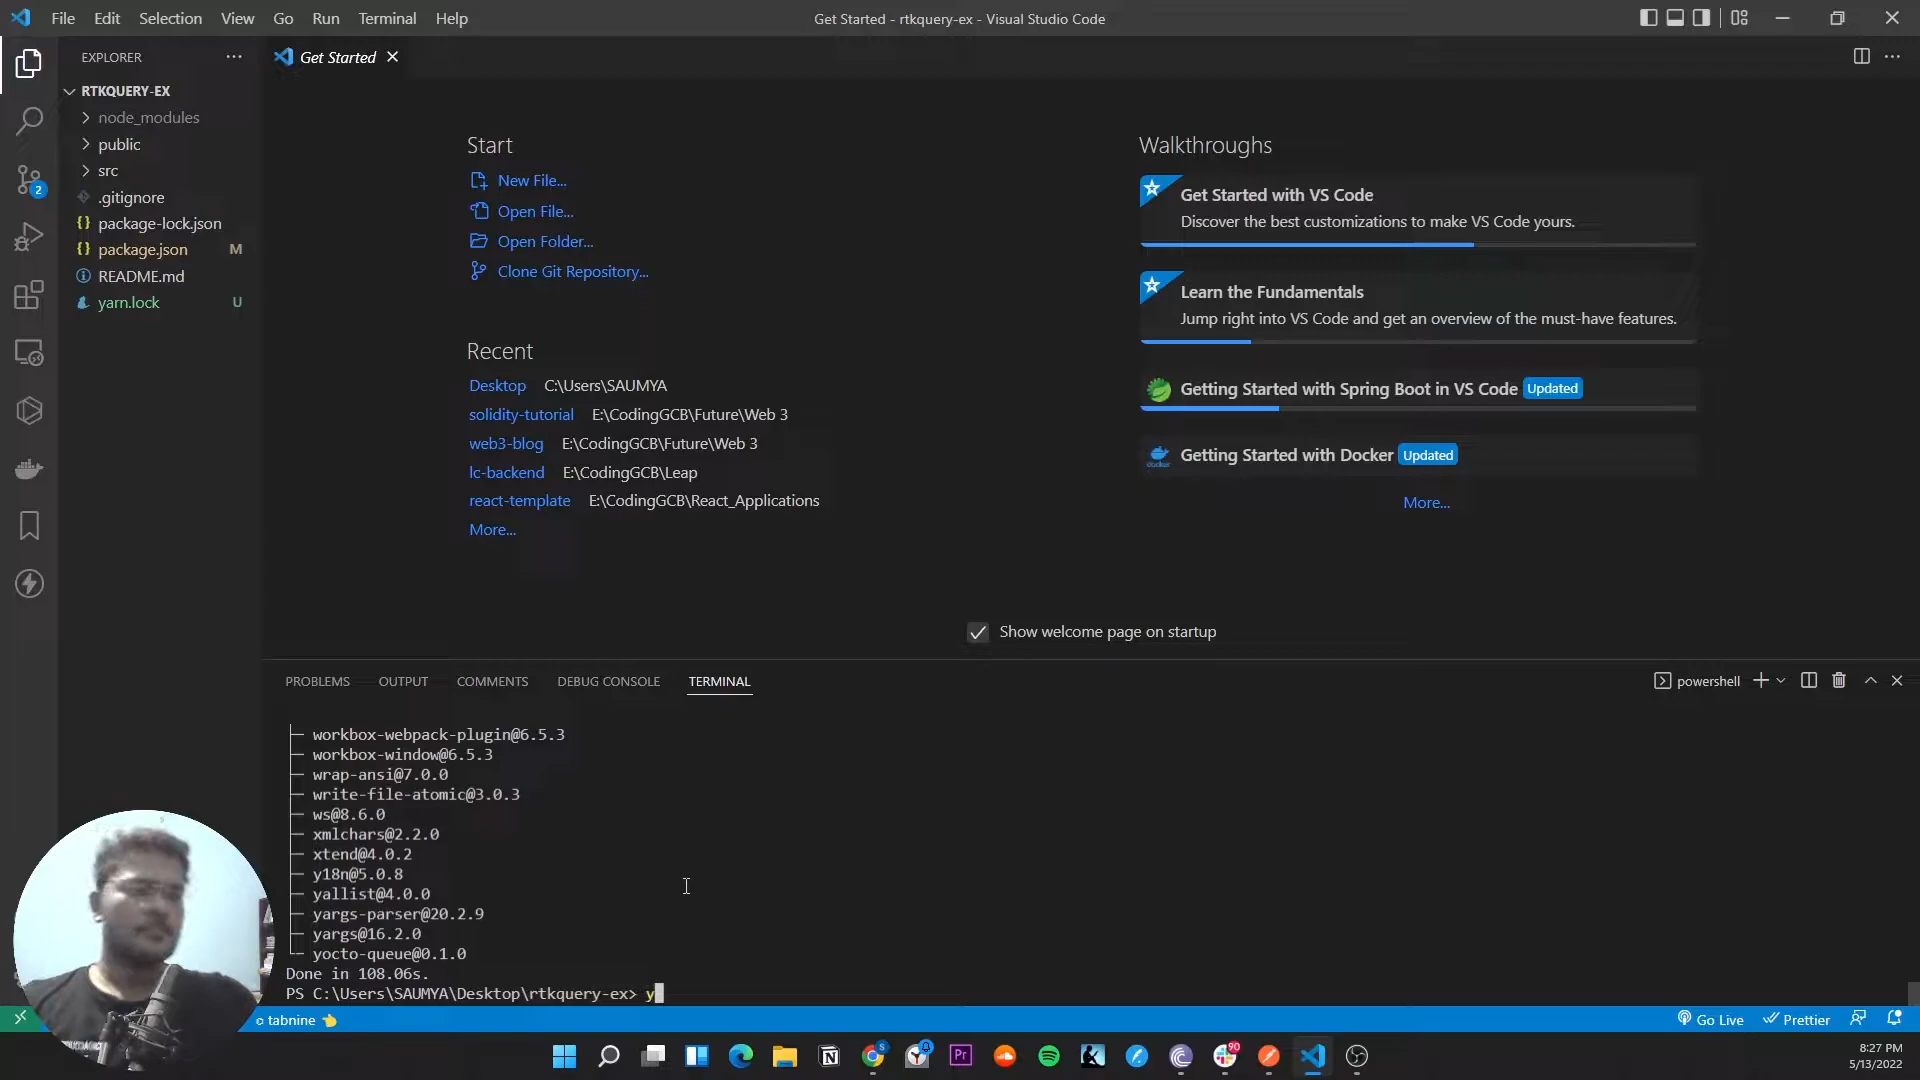 File Edit Selection View Go Run Terminal Help
Get Started - rtkquery-ex - Visual Studio Code
EXPLORER
Get Started
RTKQUERY-EX
node_modules
public
src
2
.gitignore
package-lock.json
package.json M
README.md
yarn.lock U
Start
New File...
Open File...
Open Folder...
Clone Git Repository...
Recent
Desktop C:\Users\SAUMYA
solidity-tutorial E:\CodingGCB\Future\Web 3
web3-blog E:\CodingGCB\Future\Web 3
lc-backend E:\CodingGCB\Leap
react-template E:\CodingGCB\React_Applications
More...
Walkthroughs
Get Started with VS Code
Discover the best customizations to make VS Code yours.
Learn the Fundamentals
Jump right into VS Code and get an overview of the must-have features.
Getting Started with Spring Boot in VS Code Updated
Getting Started with Docker Updated
More...
Show welcome page on startup
PROBLEMS OUTPUT COMMENTS DEBUG CONSOLE TERMINAL
powershell
├─ workbox-webpack-plugin@6.5.3
├─ workbox-window@6.5.3
├─ wrap-ansi@7.0.0
├─ write-file-atomic@3.0.3
├─ ws@8.6.0
├─ xmlchars@2.2.0
├─ xtend@4.0.2
├─ y18n@5.0.8
├─ yallist@4.0.0
├─ yargs-parser@20.2.9
├─ yargs@16.2.0
└─ yocto-queue@0.1.0
Done in 108.06s.
PS C:\Users\SAUMYA\Desktop\rtkquery-ex> y
tabnine
Go Live
Prettier
Pr
90
8:27 PM
5/13/2022